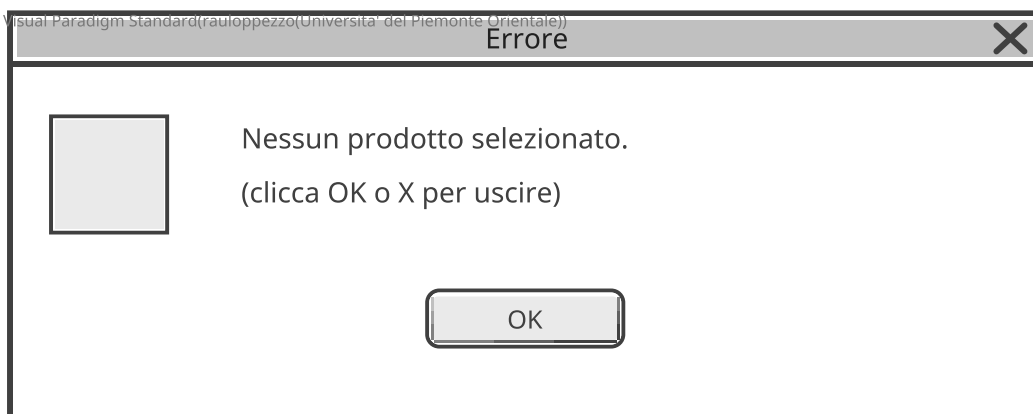 Visual Paradigm Standard(rauloppezzo(Universita' del Piemonte Orientale))
Errore
Nessun prodotto selezionato.
(clicca OK o X per uscire)
OK